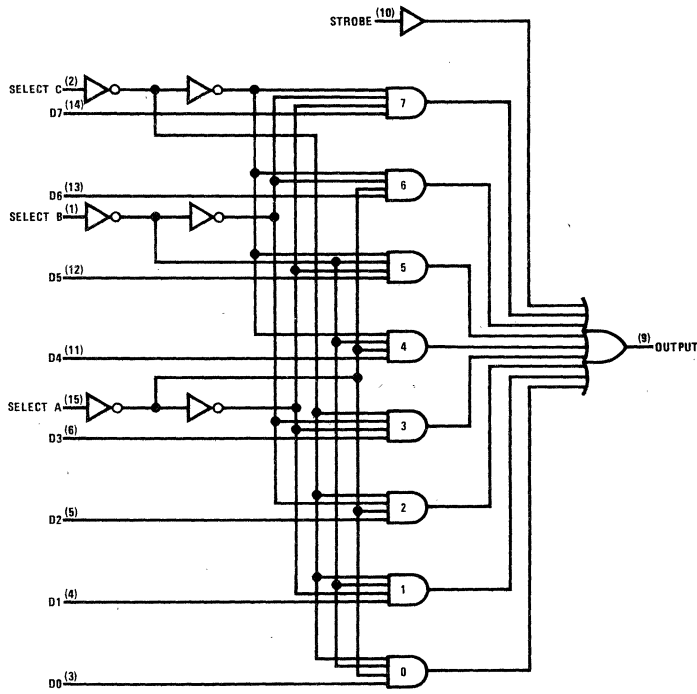 STROBE (10)
SELECT C (2)
D7 (14)
7
D6 (13)
6
SELECT B (1)
D5 (12)
5
(9) OUTPUT
D4 (11)
4
SELECT A (15)
D3 (6)
3
D2 (5)
2
D1 (4)
1
D0 (3)
0